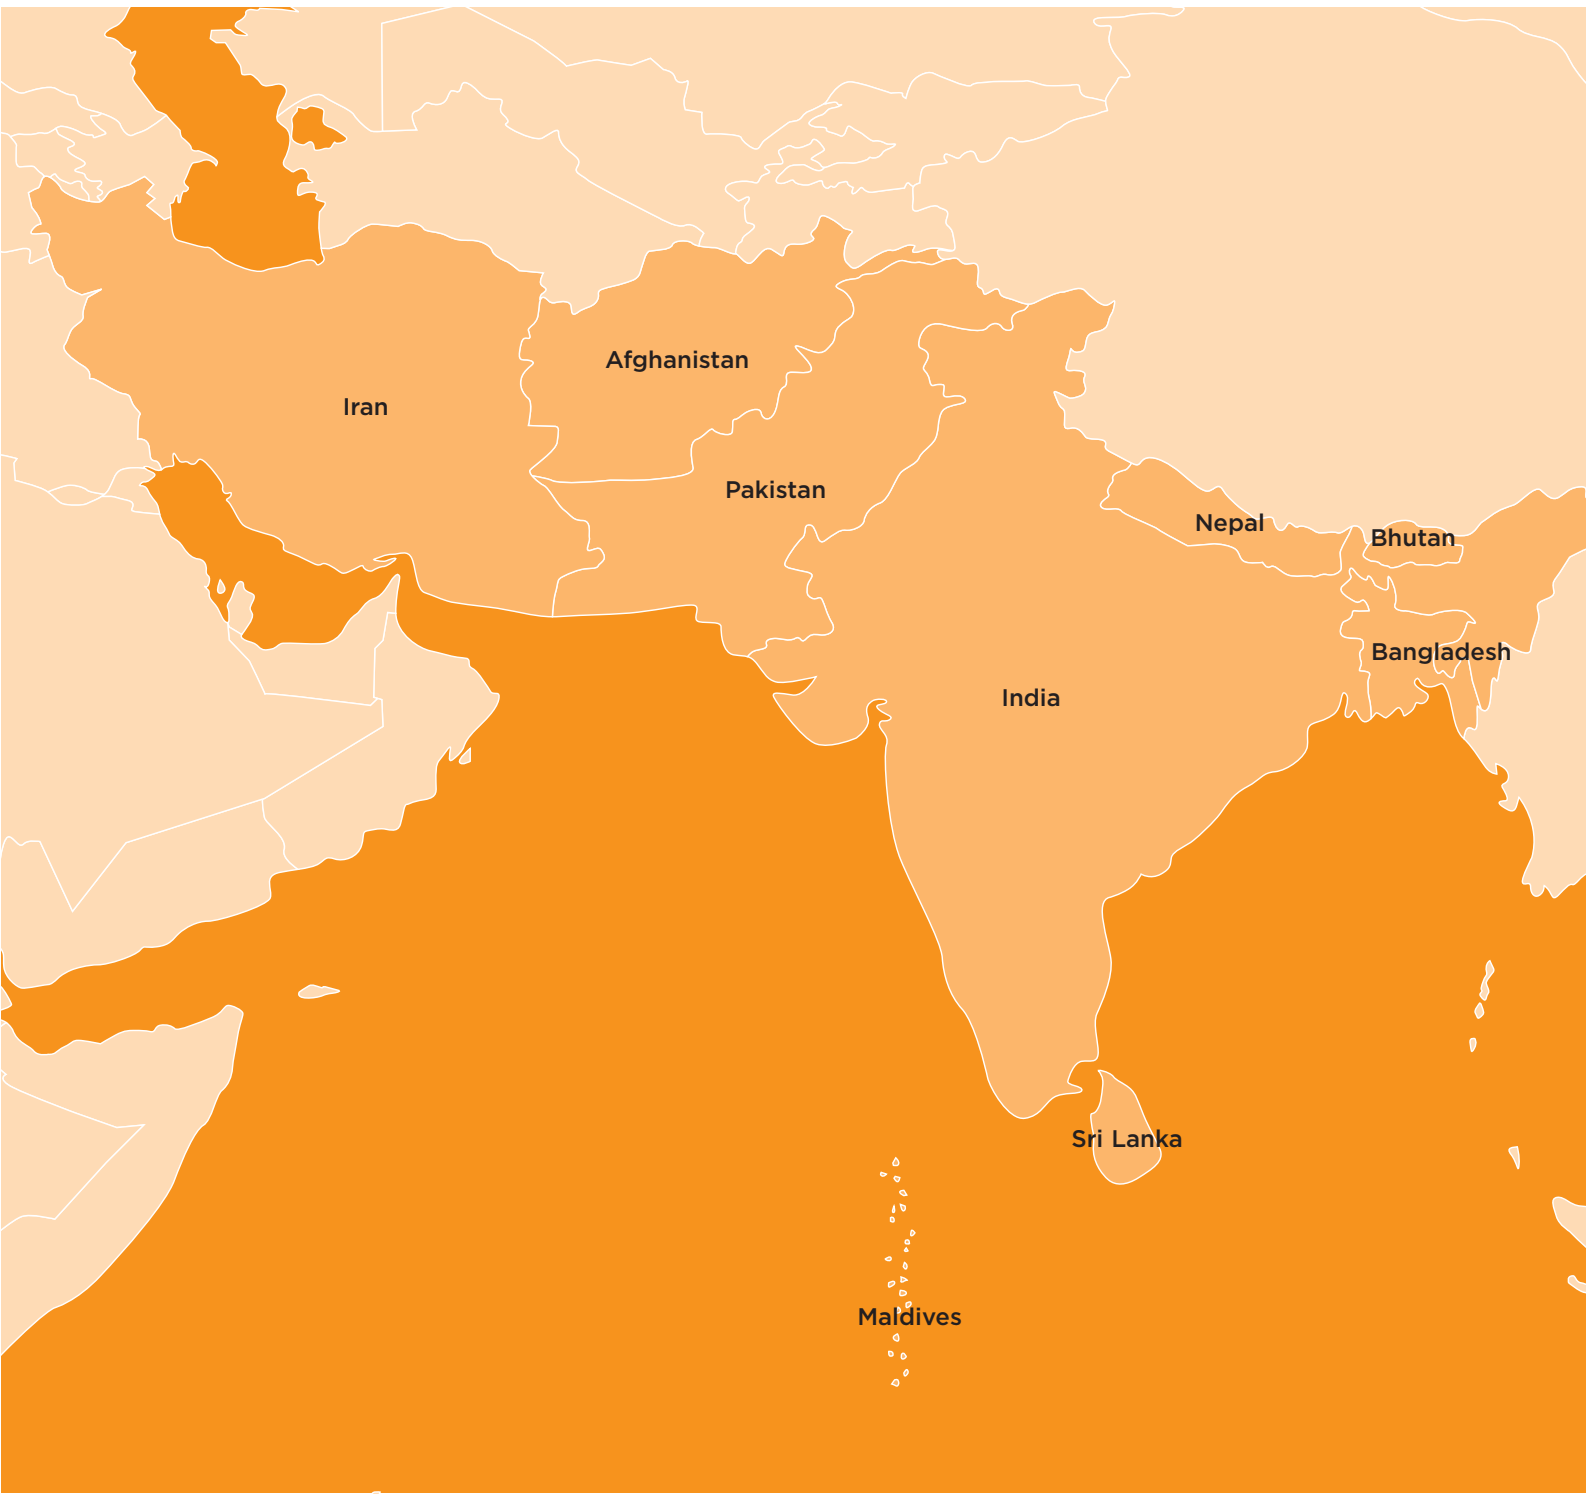 Afghanistan
Iran
Pakistan
Nepal
Bhutan
Bangladesh
India
Sri Lanka
Maldives